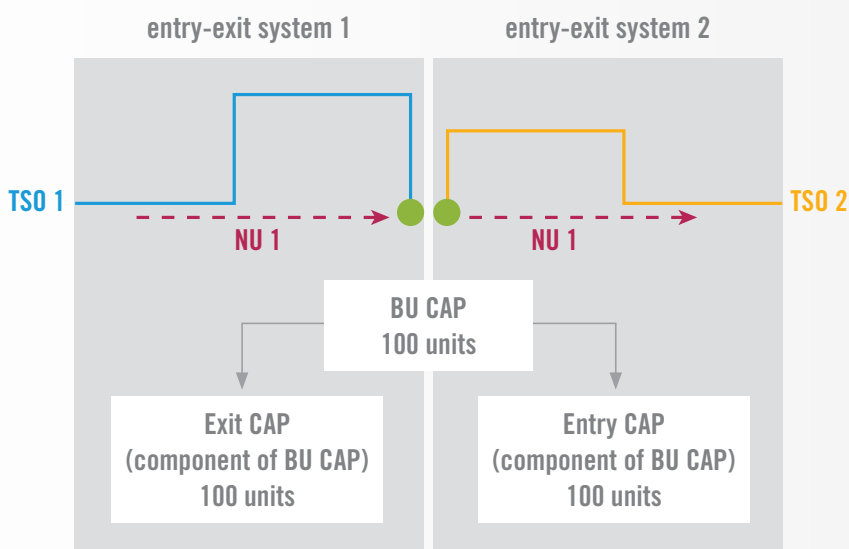 entry-exit system 1
entry-exit system 2
TSO 1
TSO 2
NU 1
NU 1
BU CAP
100 units
Exit CAP
(component of BU CAP)
100 units
Entry CAP
(component of BU CAP)
100 units